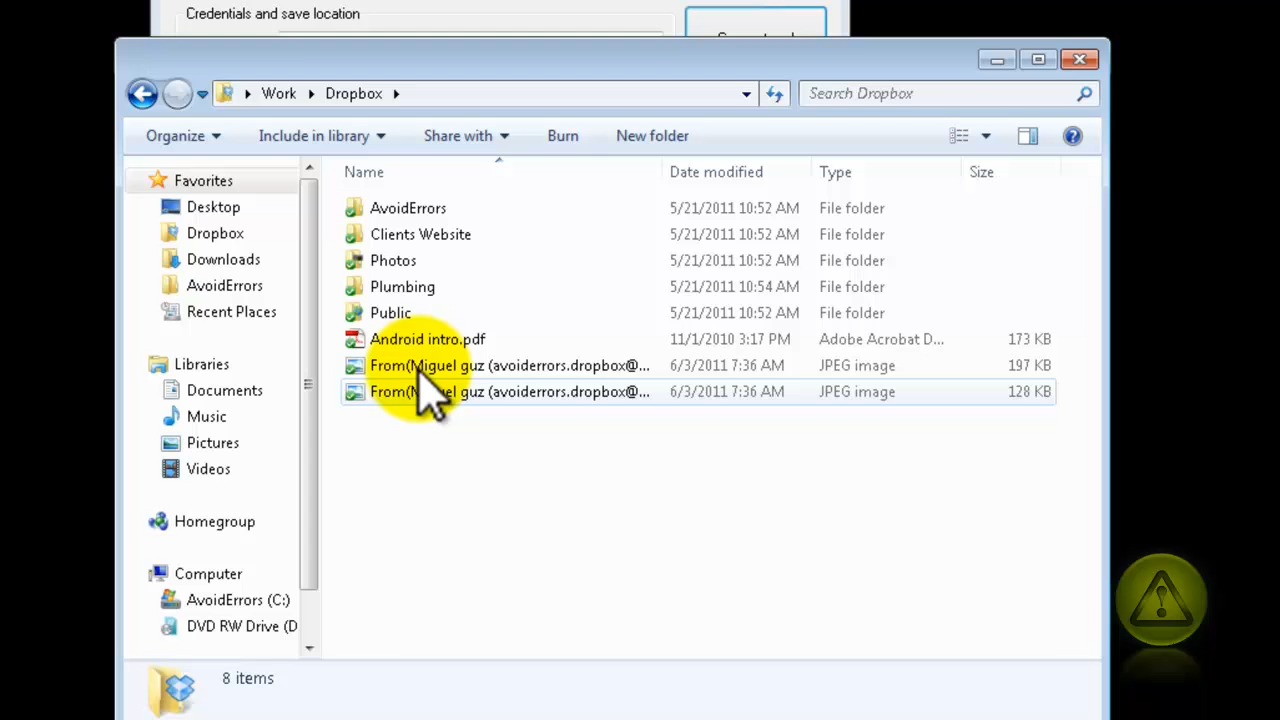 Credentials and save location
Work Dropbox
Search Dropbox
Organize Include in library Share with Burn New folder
Name Date modified Type Size
Favorites
Desktop
Dropbox
Downloads
AvoidErrors
Recent Places
Libraries
Documents
Music
Pictures
Videos
Homegroup
Computer
AvoidErrors (C:)
DVD RW Drive (D
AvoidErrors 5/21/2011 10:52 AM File folder
Clients Website 5/21/2011 10:52 AM File folder
Photos 5/21/2011 10:52 AM File folder
Plumbing 5/21/2011 10:54 AM File folder
Public 5/21/2011 10:52 AM File folder
Android intro.pdf 11/1/2010 3:17 PM Adobe Acrobat D... 173 KB
From(Miguel guz (avoiderrors.dropbox@... 6/3/2011 7:36 AM JPEG image 197 KB
From(Miguel guz (avoiderrors.dropbox@... 6/3/2011 7:36 AM JPEG image 128 KB
8 items